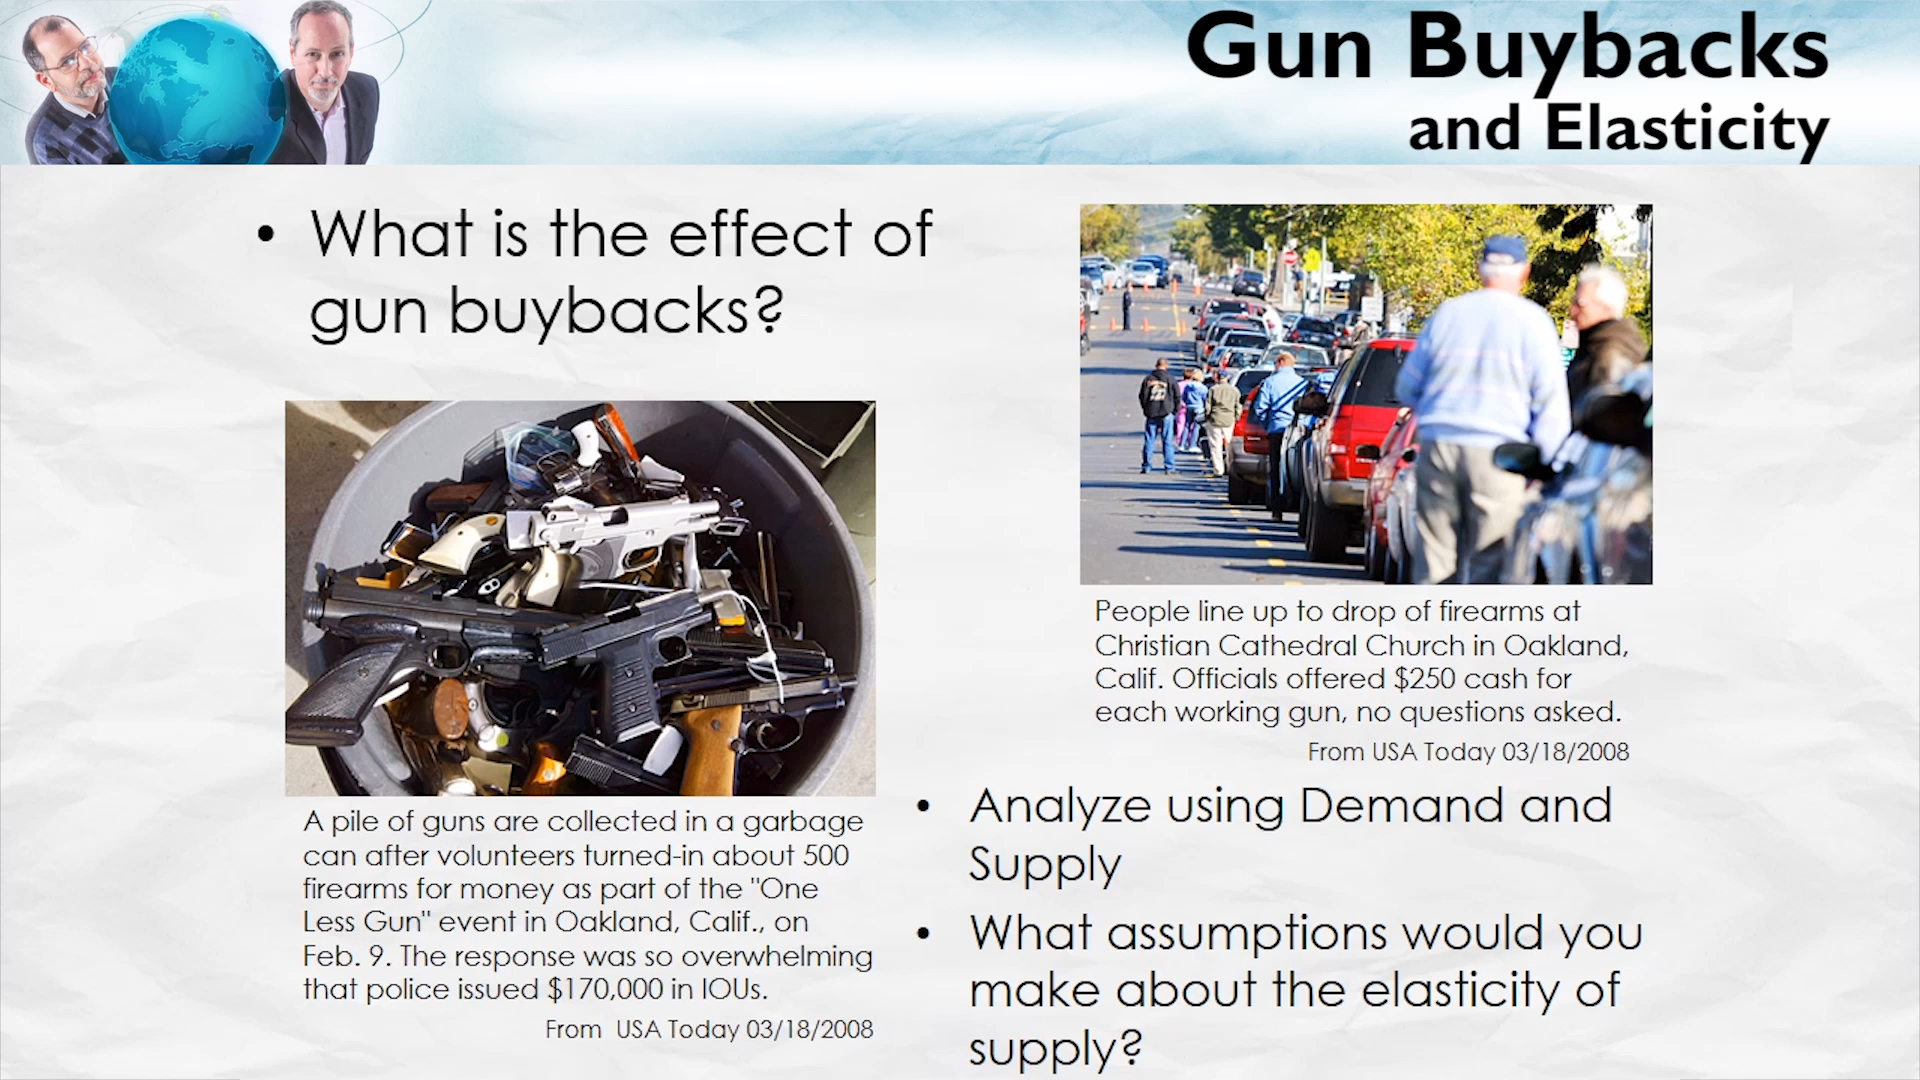 Gun Buybacks
and Elasticity
• What is the effect of
gun buybacks?
A pile of guns are collected in a garbage
can after volunteers turned-in about 500
firearms for money as part of the "One
Less Gun" event in Oakland, Calif., on
Feb. 9. The response was so overwhelming
that police issued $170,000 in IOUs.
From USA Today 03/18/2008
People line up to drop of firearms at
Christian Cathedral Church in Oakland,
Calif. Officials offered $250 cash for
each working gun, no questions asked.
From USA Today 03/18/2008
• Analyze using Demand and
Supply
• What assumptions would you
make about the elasticity of
supply?